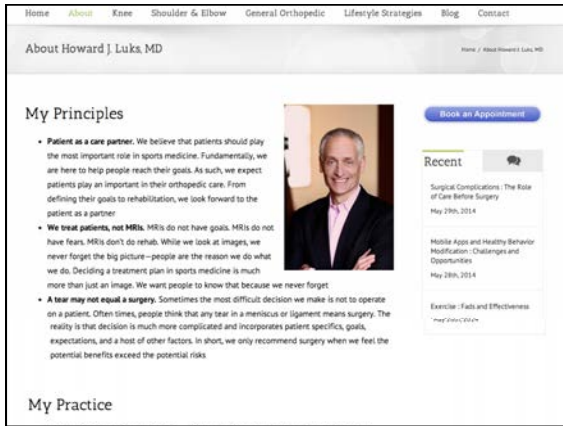 Home About Knee Shoulder & Elbow General Orthopedic Lifestyle Strategies Blog Contact
About Howard J. Luks, MD
Home / About Howard J. Luks, MD
My Principles
Patient as a care partner. We believe that patients should play
the most important role in sports medicine. Fundamentally, we
are here to help people reach their goals. As such, we expect
patients play an important in their orthopedic care. From
defining their goals to rehabilitation, we look forward to the
patient as a partner
We treat patients, not MRIs. MRIs do not have goals. MRIs do not
have fears. MRIs don't do rehab. While we look at images, we
never forget the big picture—people are the reason we do what
we do. Deciding a treatment plan in sports medicine is much
more than just an image. We want people to know that because we never forget
A tear may not equal a surgery. Sometimes the most difficult decision we make is not to operate
on a patient. Often times, people think that any tear in a meniscus or ligament means surgery. The
reality is that decision is much more complicated and incorporates patient specifics, goals,
expectations, and a host of other factors. In short, we only recommend surgery when we feel the
potential benefits exceed the potential risks
My Practice
Book an Appointment
Recent
Surgical Complications : The Role
of Care Before Surgery
May 29th, 2014
Mobile Apps and Healthy Behavior
Modification : Challenges and
Opportunities
May 28th, 2014
Exercise : Fads and Effectiveness